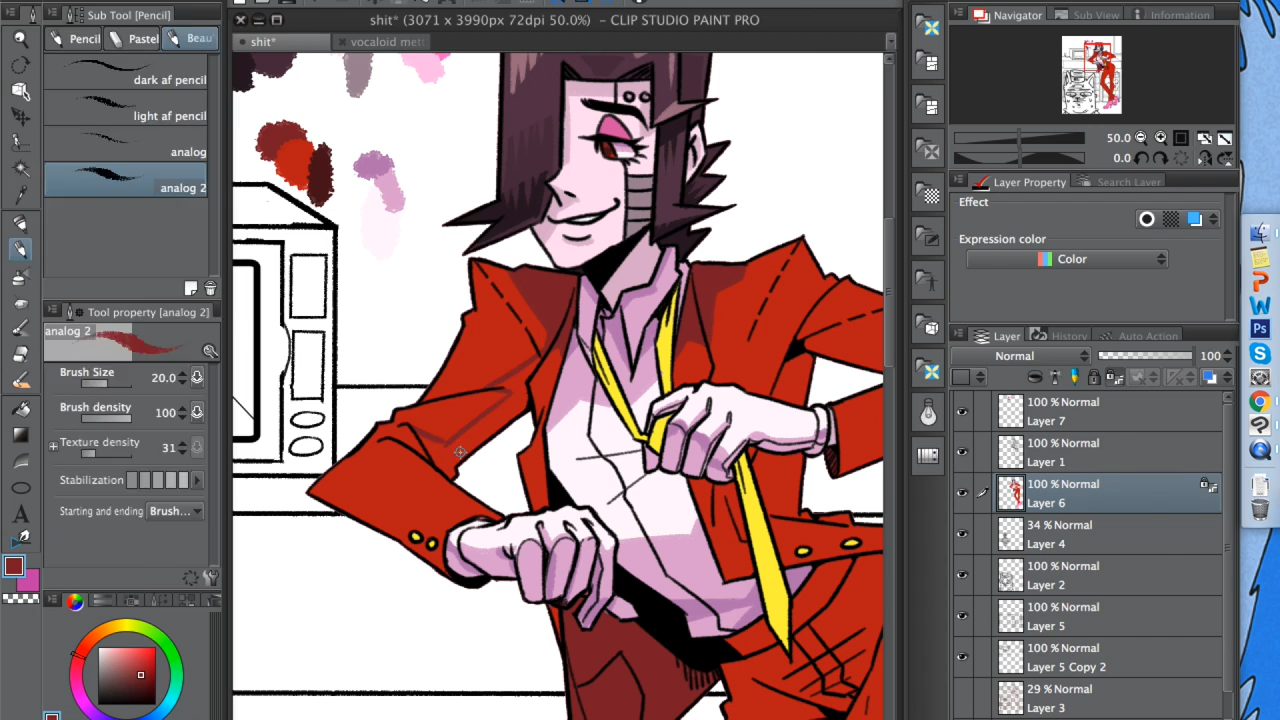 Sub Tool [Pencil]
Pencil
Pastel
Beau
dark af pencil
light af pencil
analog
analog 2
Tool property [analog 2]
analog 2
Brush Size 20.0
Brush density 100
Texture density 31
Stabilization
Starting and ending Brush...
shit* (3071 x 3990px 72dpi 50.0%) - CLIP STUDIO PAINT PRO
shit*
vocaloid mett
Navigator
Sub View
Information
50.0
0.0
Layer Property
Search Layer
Effect
Expression color
Color
Layer
History
Auto Action
Normal 100
100 % Normal
Layer 7
100 % Normal
Layer 1
100 % Normal
Layer 6
34 % Normal
Layer 4
100 % Normal
Layer 2
100 % Normal
Layer 5
100 % Normal
Layer 5 Copy 2
29 % Normal
Layer 3
Ps